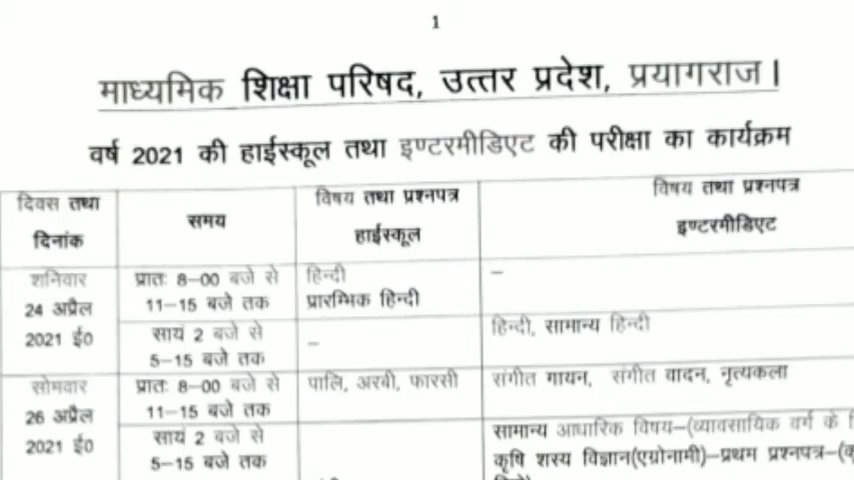 1
माध्यमिक शिक्षा परिषद, उत्तर प्रदेश, प्रयागराज।
वर्ष 2021 की हाईस्कूल तथा इण्टरमीडिएट की परीक्षा का कार्यक्रम
दिवस तथा
दिनांक
समय
विषय तथा प्रश्नपत्र
हाईस्कूल
विषय तथा प्रश्नपत्र
इण्टरमीडिएट
शनिवार
24 अप्रैल
2021 ई0
प्रातः 8–00 बजे से
11–15 बजे तक
हिन्दी
प्रारम्भिक हिन्दी
–
सायं 2 बजे से
5–15 बजे तक
–
हिन्दी, सामान्य हिन्दी
सोमवार
26 अप्रैल
2021 ई0
प्रातः 8–00 बजे से
11–15 बजे तक
पालि, अरबी, फारसी
संगीत गायन, संगीत वादन, नृत्यकला
सायं 2 बजे से
5–15 बजे तक
सामान्य आधारिक विषय–(व्यावसायिक वर्ग के
कृषि शस्य विज्ञान(एग्रोनामी)–प्रथम प्रश्नपत्र–